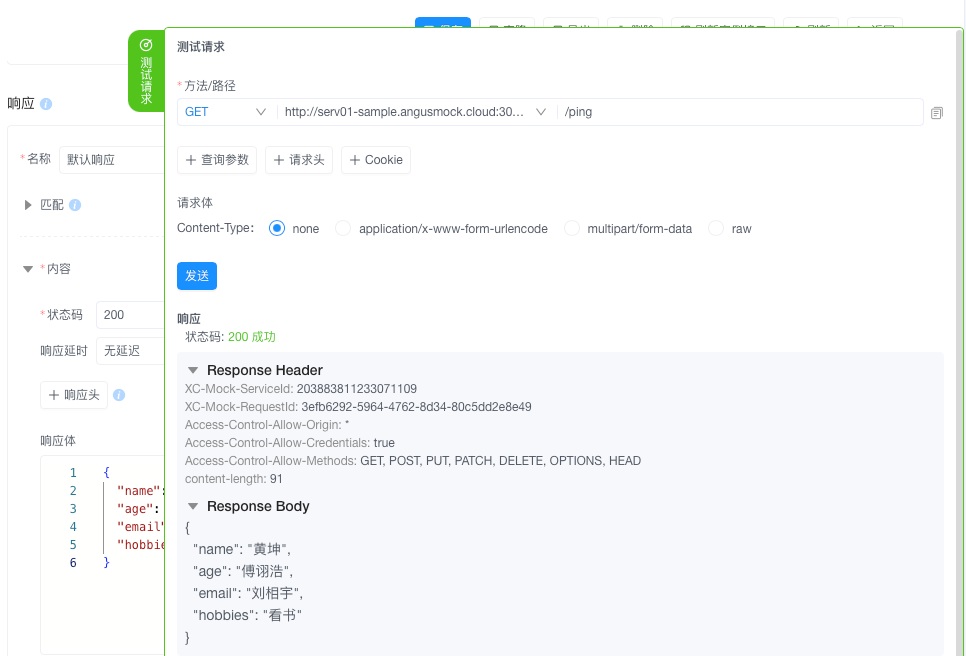 测试请求
测试请求
* 方法/路径
GET http://serv01-sample.angusmock.cloud:30... /ping
+ 查询参数 + 请求头 + Cookie
请求体
Content-Type: none application/x-www-form-urlencode multipart/form-data raw
发送
响应
状态码: 200 成功
Response Header
XC-Mock-ServiceId: 203883811233071109
XC-Mock-RequestId: 3efb6292-5964-4762-8d34-80c5dd2e8e49
Access-Control-Allow-Origin: *
Access-Control-Allow-Credentials: true
Access-Control-Allow-Methods: GET, POST, PUT, PATCH, DELETE, OPTIONS, HEAD
content-length: 91
Response Body
{
"name": "黄坤",
"age": "傅诩浩",
"email": "刘相宇",
"hobbies": "看书"
}
响应
* 名称 默认响应
匹配
* 内容
* 状态码 200
响应延时 无延迟
+ 响应头
响应体
1 {
2 "name":
3 "age":
4 "email"
5 "hobbie
6 }